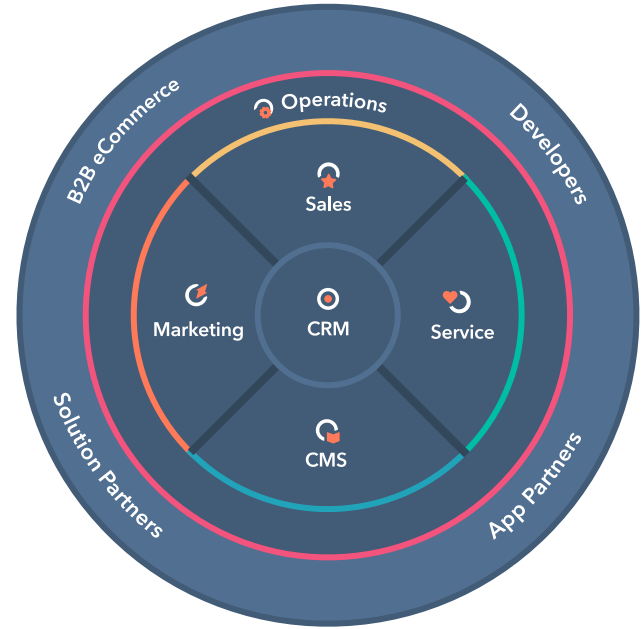 Operations
B2B eCommerce
Developers
Sales
Marketing
CRM
Service
CMS
Solution Partners
App Partners